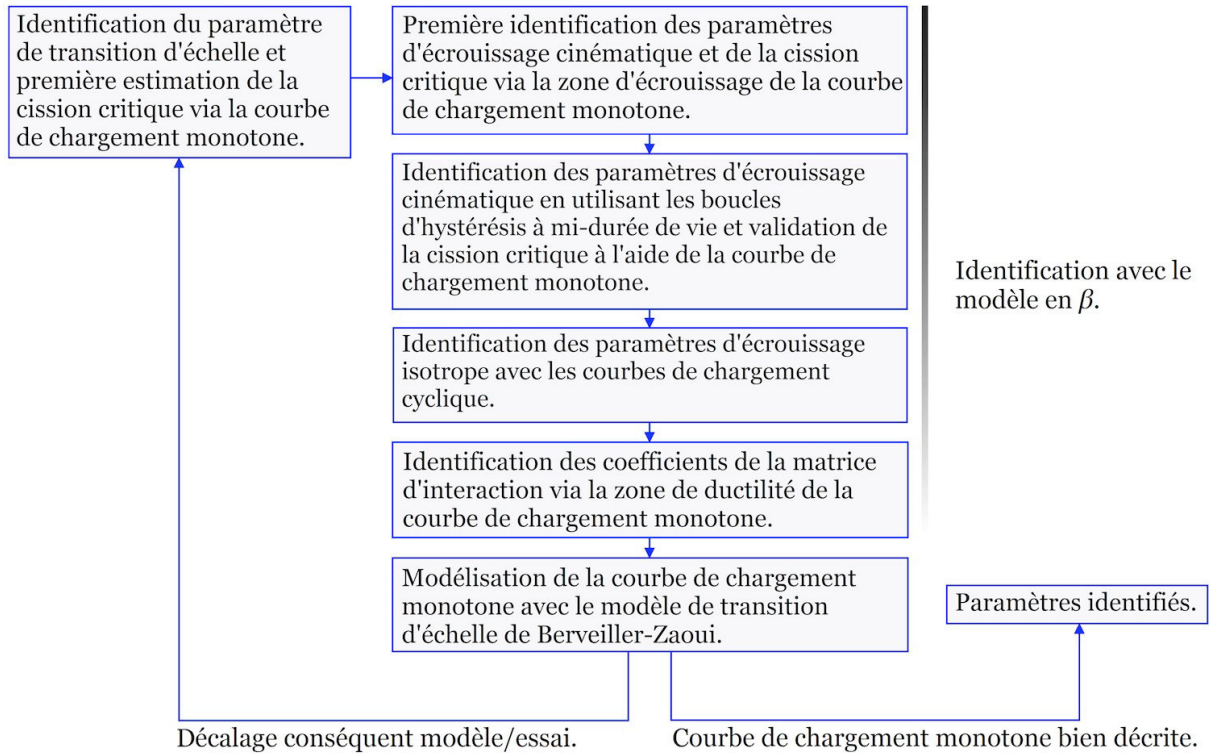 Identification du paramètre
de transition d'échelle et
première estimation de la
cission critique via la courbe
de chargement monotone.
Première identification des paramètres
d'écrouissage cinématique et de la cission
critique via la zone d'écrouissage de la courbe
de chargement monotone.
Identification des paramètres d'écrouissage
cinématique en utilisant les boucles
d'hystérésis à mi-durée de vie et validation de
la cission critique à l'aide de la courbe de
chargement monotone.
Identification avec le
modèle en β.
Identification des paramètres d'écrouissage
isotrope avec les courbes de chargement
cyclique.
Identification des coefficients de la matrice
d'interaction via la zone de ductilité de la
courbe de chargement monotone.
Modélisation de la courbe de chargement
monotone avec le modèle de transition
d'échelle de Berveiller-Zaoui.
Paramètres identifiés.
Décalage conséquent modèle/essai.
Courbe de chargement monotone bien décrite.